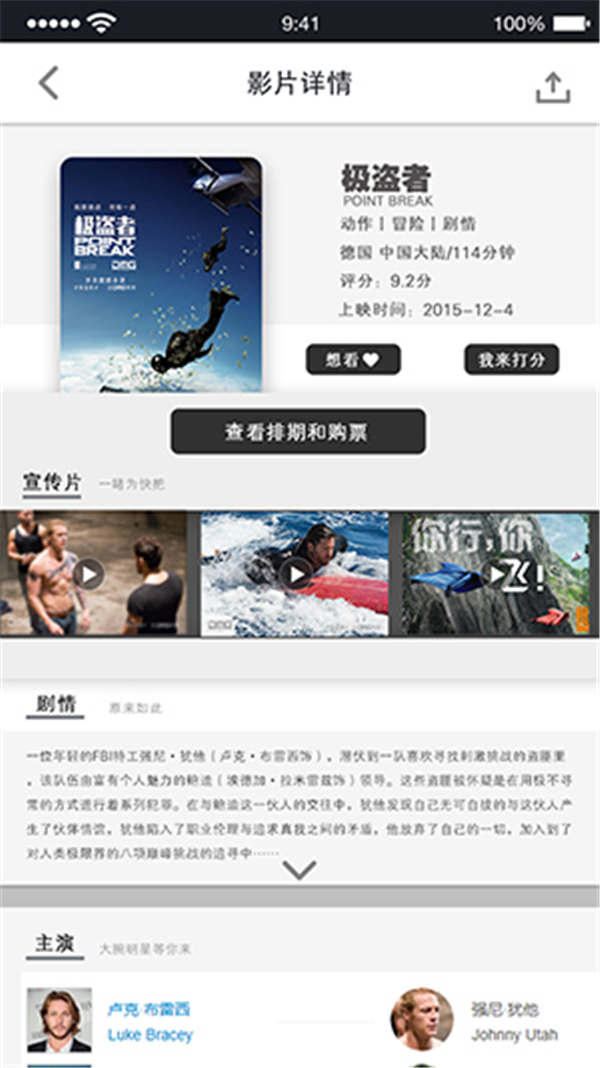 9:41
100%
影片详情
极盗者
POINT BREAK
动作丨冒险丨剧情
德国 中国大陆/114分钟
评分：9.2分
上映时间：2015-12-4
极盗者
POINT
BREAK
DMG
想看
我来打分
查看排期和购票
宣传片
一睹为快把
你行,你
剧情
原来如此
一位年轻的FBI特工强尼·犹他（卢克·布雷西饰），潜伏到一队喜欢寻找刺激挑战的盗匪里
，该队伍由富有个人魅力的鲍迪（埃德加·拉米雷兹饰）领导。这些盗匪被怀疑是在用极不寻
常的方式进行着系列犯罪。在与鲍迪这一伙人的交往中，犹他发现自己无可自拔的与这伙人产
生了伙伴情谊，犹他陷入了职业伦理与追求真我之间的矛盾，他放弃了自己的一切，加入到了
对人类极限界的八项巅峰挑战的追寻中……
主演
大腕明星等你来
卢克·布雷西
Luke Bracey
强尼·犹他
Johnny Utah